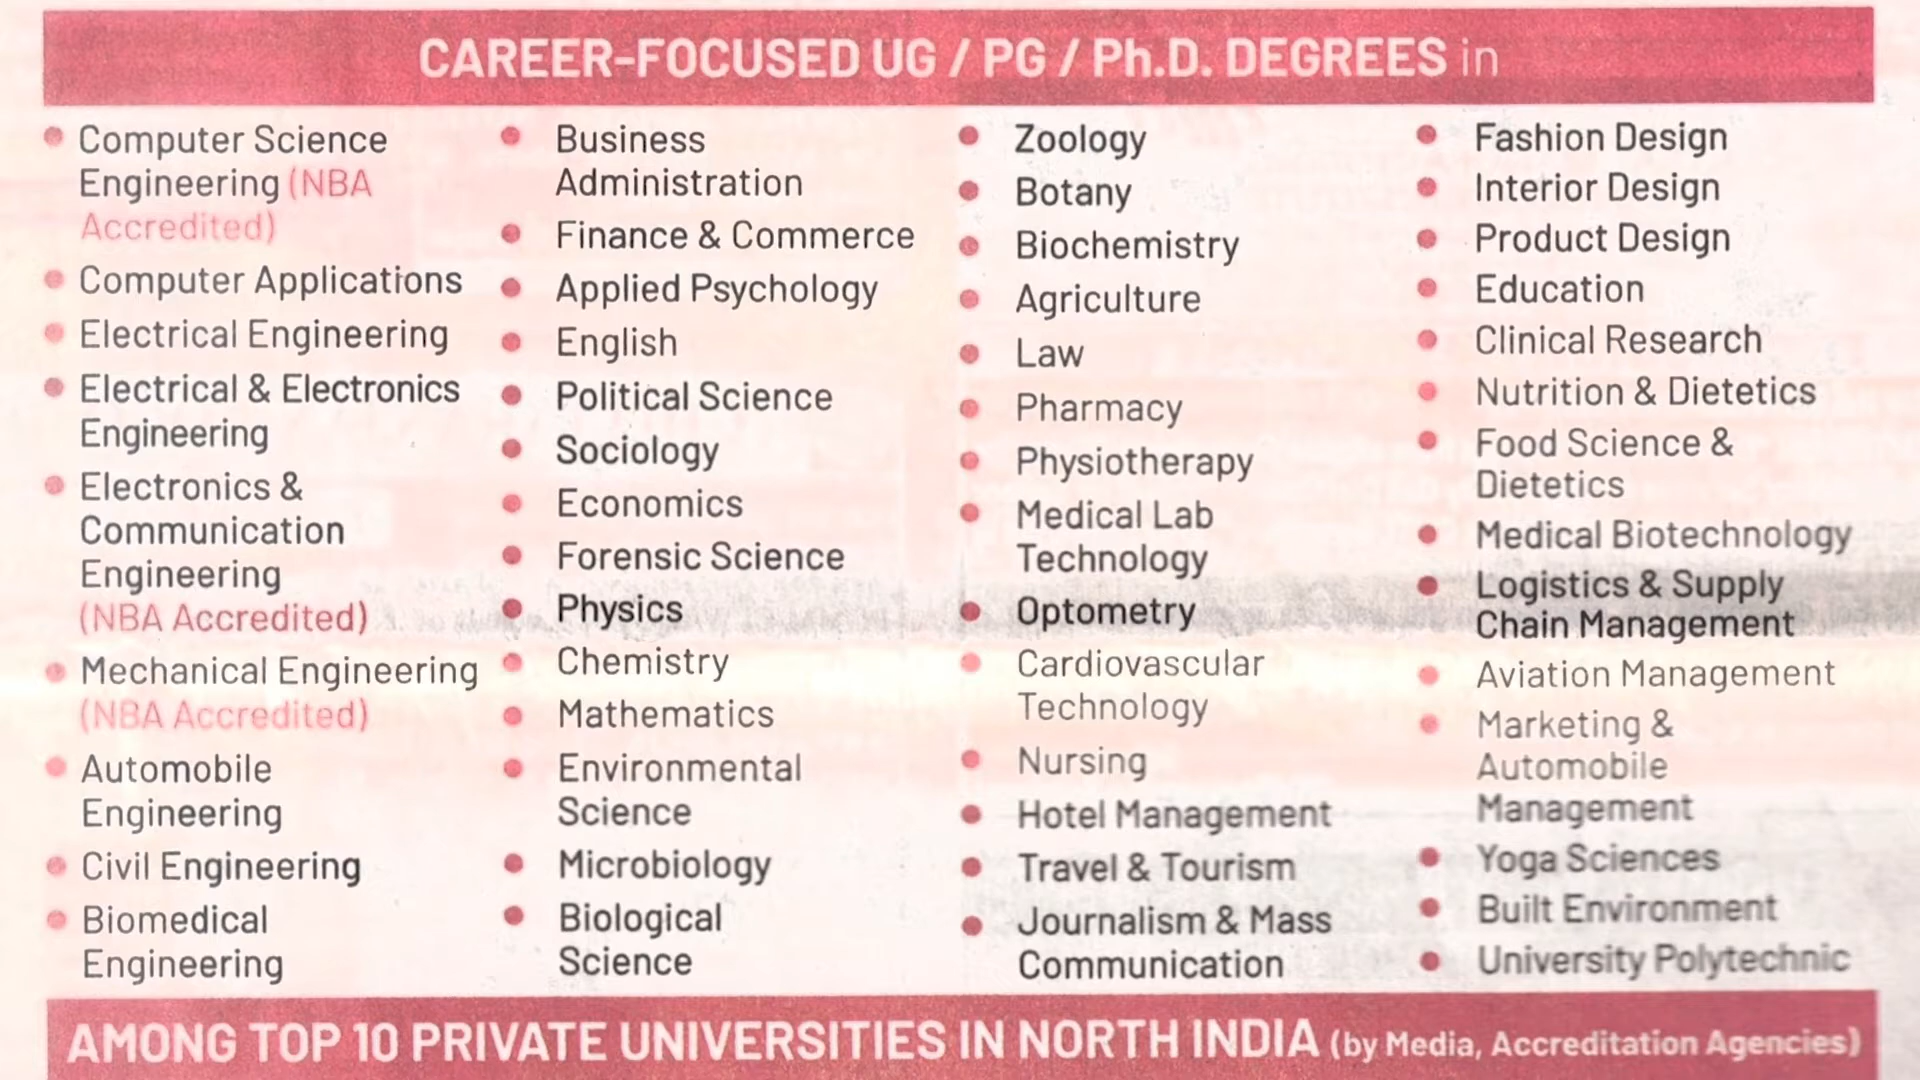 CAREER-FOCUSED UG / PG / Ph.D. DEGREES in
Computer Science
Engineering (NBA
Accredited)
Computer Applications
Electrical Engineering
Electrical & Electronics
Engineering
Electronics &
Communication
Engineering
(NBA Accredited)
Mechanical Engineering
(NBA Accredited)
Automobile
Engineering
Civil Engineering
Biomedical
Engineering
Business
Administration
Finance & Commerce
Applied Psychology
English
Political Science
Sociology
Economics
Forensic Science
Physics
Chemistry
Mathematics
Environmental
Science
Microbiology
Biological
Science
Zoology
Botany
Biochemistry
Agriculture
Law
Pharmacy
Physiotherapy
Medical Lab
Technology
Optometry
Cardiovascular
Technology
Nursing
Hotel Management
Travel & Tourism
Journalism & Mass
Communication
Fashion Design
Interior Design
Product Design
Education
Clinical Research
Nutrition & Dietetics
Food Science &
Dietetics
Medical Biotechnology
Logistics & Supply
Chain Management
Aviation Management
Marketing &
Automobile
Management
Yoga Sciences
Built Environment
University Polytechnic
AMONG TOP 10 PRIVATE UNIVERSITIES IN NORTH INDIA (by Media, Accreditation Agencies)